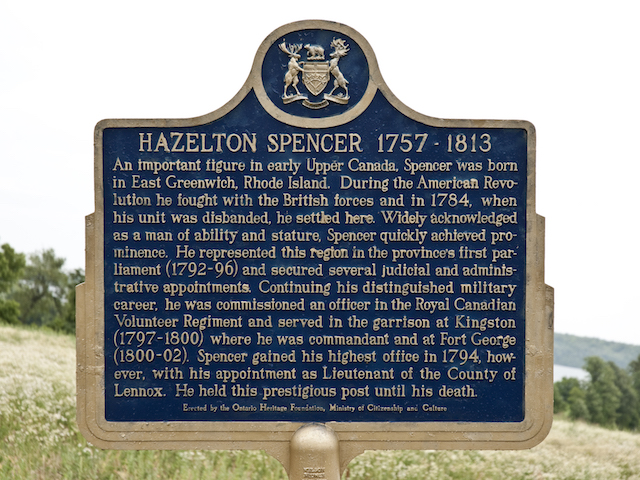 HAZELTON SPENCER 1757 - 1813
An important figure in early Upper Canada, Spencer was born
in East Greenwich, Rhode Island. During the American Revo-
lution he fought with the British forces and in 1784, when
his unit was disbanded, he settled here. Widely acknowledged
as a man of ability and stature, Spencer quickly achieved pro-
minence. He represented this region in the province's first par-
liament (1792-96) and secured several judicial and adminis-
trative appointments. Continuing his distinguished military
career, he was commissioned an officer in the Royal Canadian
Volunteer Regiment and served in the garrison at Kingston
(1797-1800) where he was commandant and at Fort George
(1800-02). Spencer gained his highest office in 1794, how-
ever, with his appointment as Lieutenant of the County of
Lennox. He held this prestigious post until his death.
Erected by the Ontario Heritage Foundation, Ministry of Citizenship and Culture